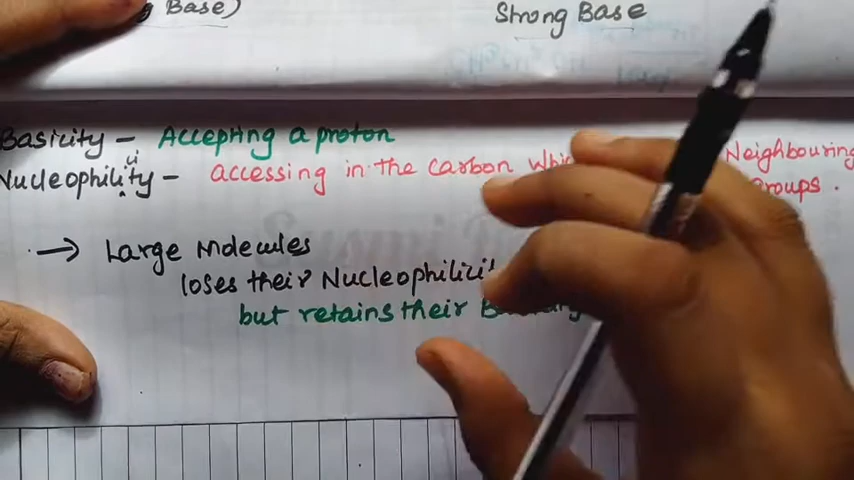 Base)
Strong Base
Basicity - Accepting a proton
Nucleophility - accessing in the carbon Neighbouring
groups.
→ Large Molecules
loses their
but retains their